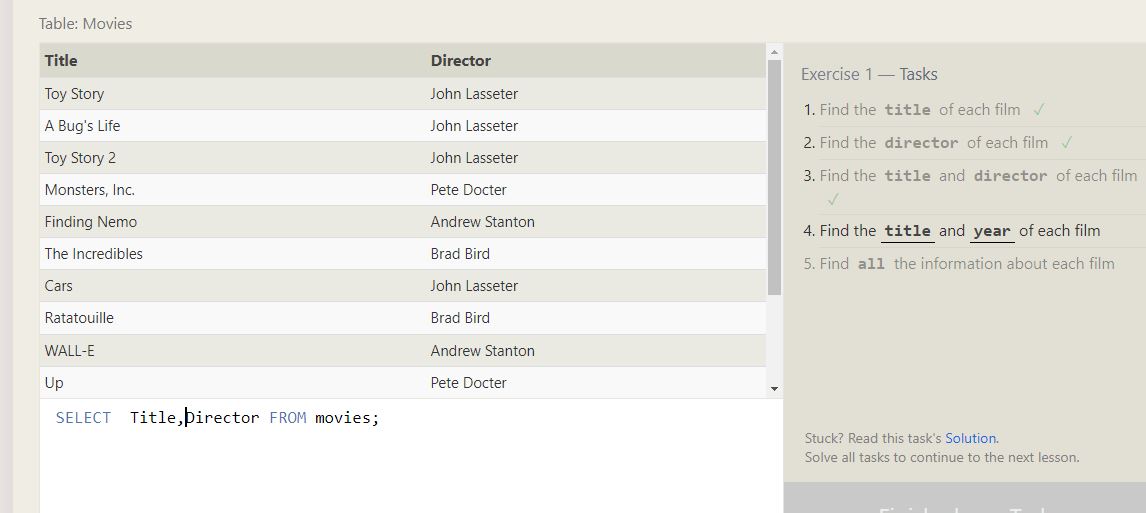 Table: Movies
Title Director
Toy Story John Lasseter
A Bug's Life John Lasseter
Toy Story 2 John Lasseter
Monsters, Inc. Pete Docter
Finding Nemo Andrew Stanton
The Incredibles Brad Bird
Cars John Lasseter
Ratatouille Brad Bird
WALL-E Andrew Stanton
Up Pete Docter
SELECT  Title,Director FROM movies;
Exercise 1 — Tasks
1. Find the title of each film ✓
2. Find the director of each film ✓
3. Find the title and director of each film
✓
4. Find the title and year of each film
5. Find all the information about each film
Stuck? Read this task's Solution.
Solve all tasks to continue to the next lesson.